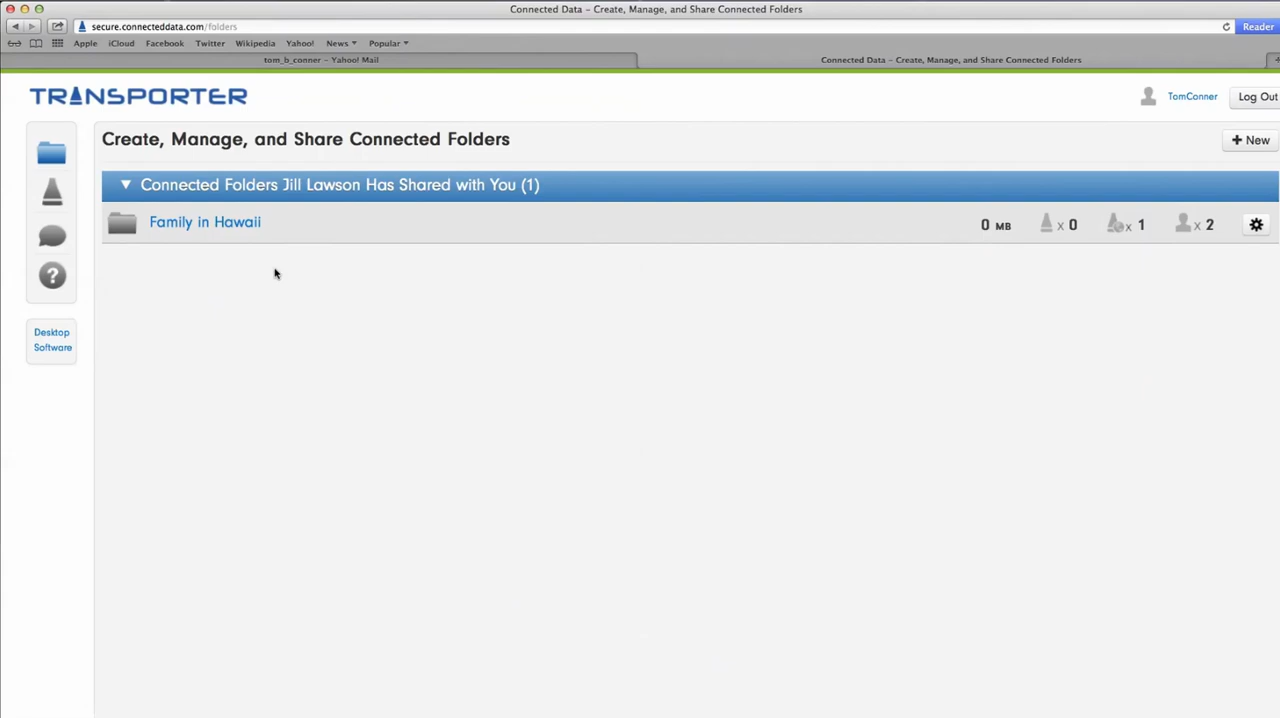 Connected Data – Create, Manage, and Share Connected Folders
secure.connecteddata.com/folders
Reader
Apple iCloud Facebook Twitter Wikipedia Yahoo! News Popular
tom_b_conner – Yahoo! Mail
Connected Data – Create, Manage, and Share Connected Folders
TRANSPORTER
TomConner
Log Out
Create, Manage, and Share Connected Folders
+ New
Connected Folders Jill Lawson Has Shared with You (1)
Family in Hawaii
0 MB x 0 x 1 x 2
?
Desktop
Software